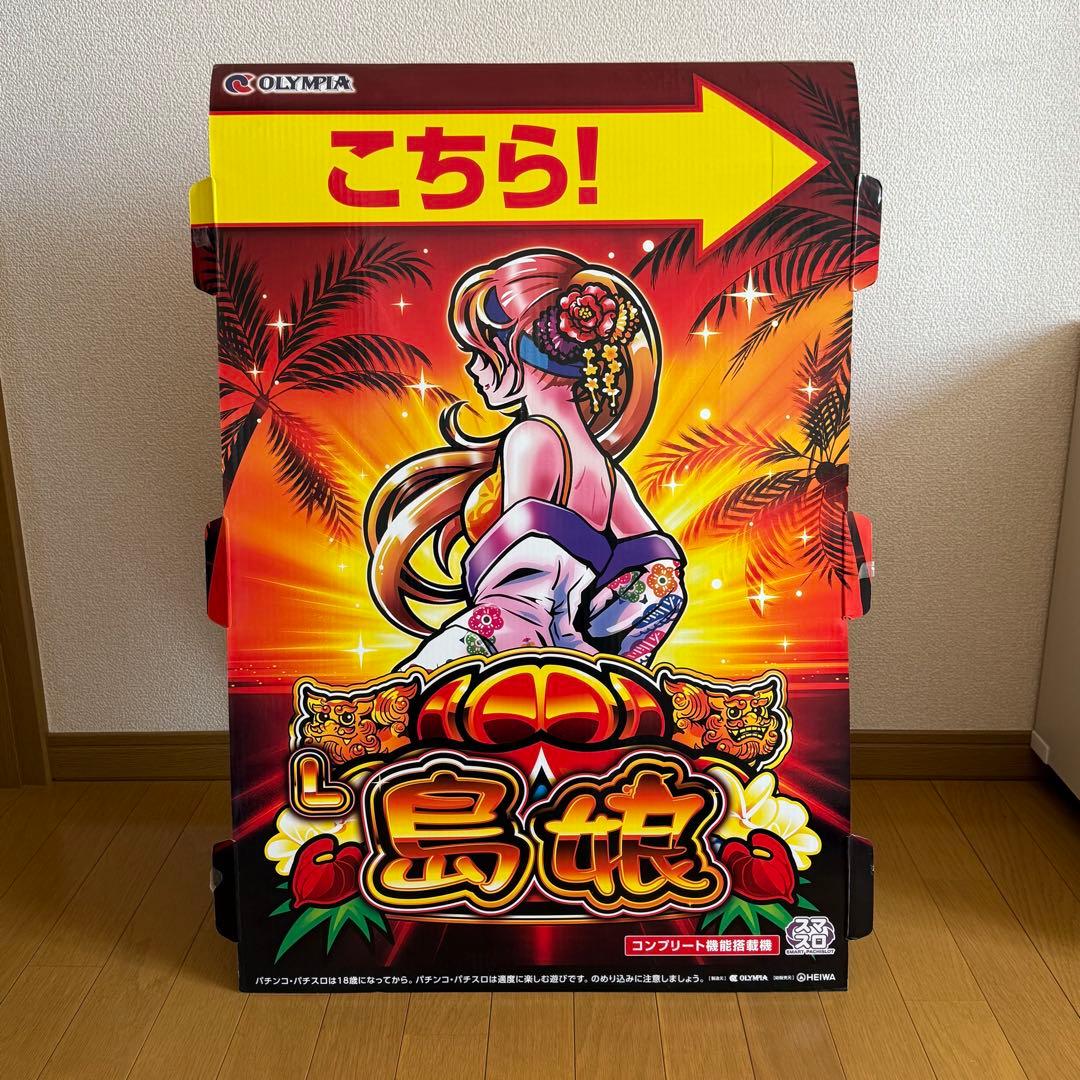 OLYMPIA
こちら!
L
島娘
コンプリート機能搭載機
スマスロ
SMART PACHISLOT
パチンコ・パチスロは18歳になってから。パチンコ・パチスロは適度に楽しむ遊びです。のめり込みに注意しましょう。 [製造元] OLYMPIA [総販売元] HEIWA